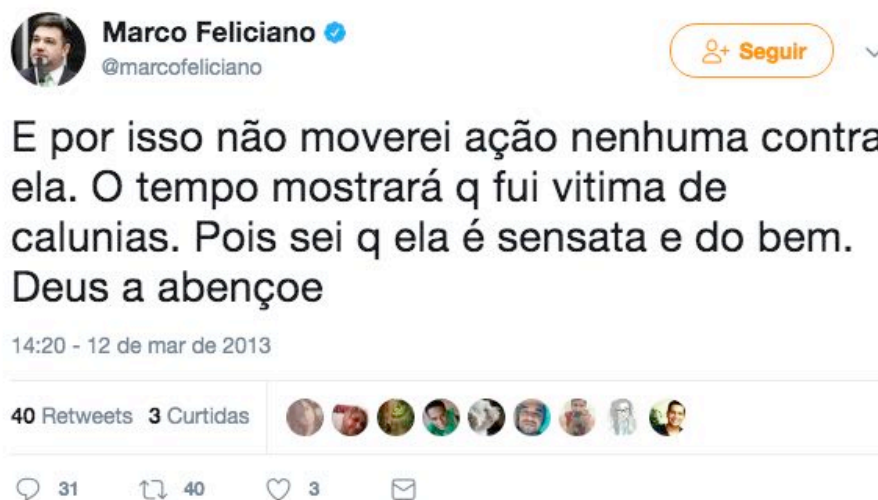 Marco Feliciano
@marcofeliciano
Seguir
E por isso não moverei ação nenhuma contra
ela. O tempo mostrará q fui vitima de
calunias. Pois sei q ela é sensata e do bem.
Deus a abençoe
14:20 - 12 de mar de 2013
40 Retweets 3 Curtidas
31 40 3